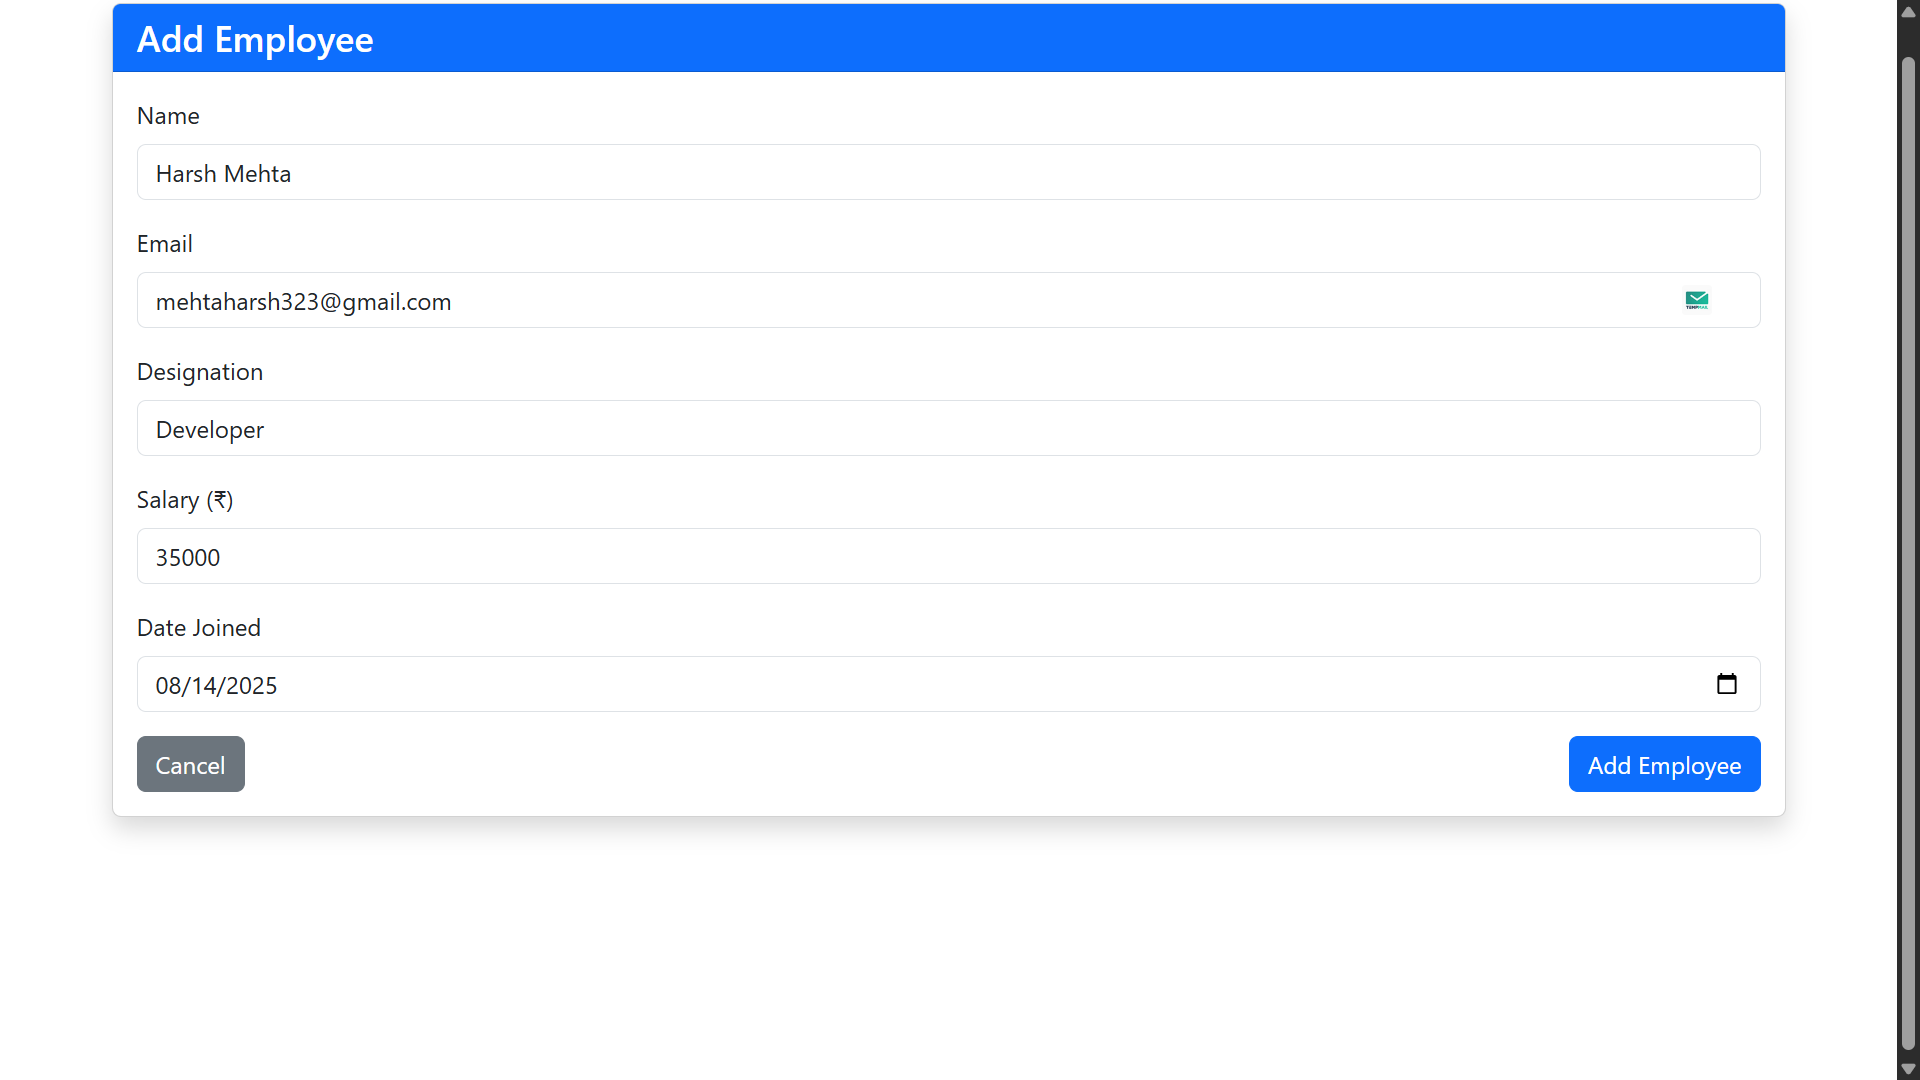 Add Employee
Name
Harsh Mehta
Email
mehtaharsh323@gmail.com
Designation
Developer
Salary (₹)
35000
Date Joined
08/14/2025
Cancel
Add Employee